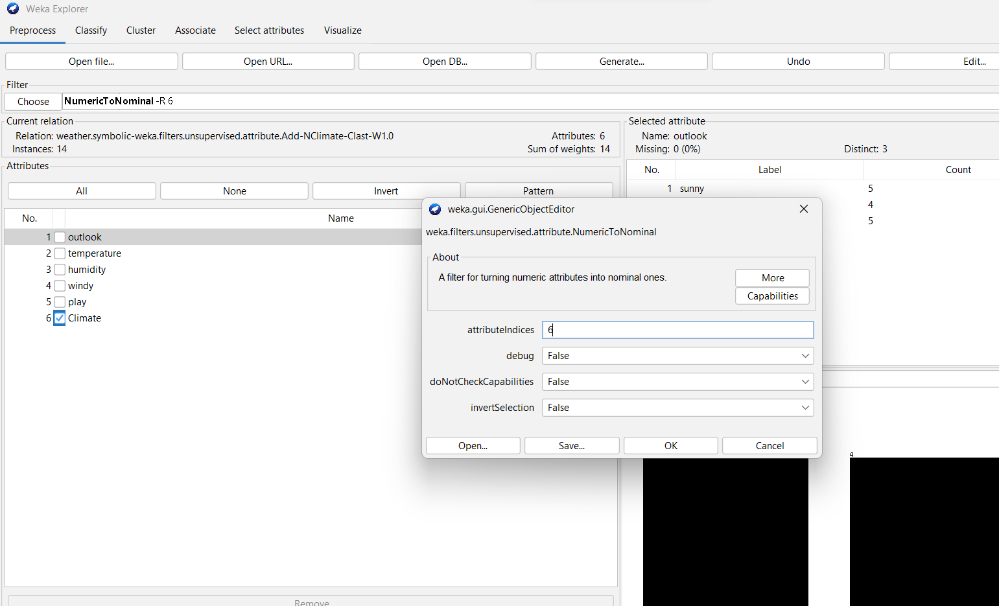 Weka Explorer
Preprocess Classify Cluster Associate Select attributes Visualize
Open file... Open URL... Open DB... Generate... Undo Edit...
Filter
Choose NumericToNominal -R 6
Current relation
Relation: weather.symbolic-weka.filters.unsupervised.attribute.Add-NClimate-Clast-W1.0 Attributes: 6
Instances: 14 Sum of weights: 14
Selected attribute
Name: outlook
Missing: 0 (0%) Distinct: 3
No. Label Count
1 sunny 5
4
5
Attributes
All None Invert Pattern
No. Name
1 outlook
2 temperature
3 humidity
4 windy
5 play
6 Climate
Remove
weka.gui.GenericObjectEditor
weka.filters.unsupervised.attribute.NumericToNominal
About
A filter for turning numeric attributes into nominal ones.
More
Capabilities
attributeIndices 6
debug False
doNotCheckCapabilities False
invertSelection False
Open... Save... OK Cancel
4